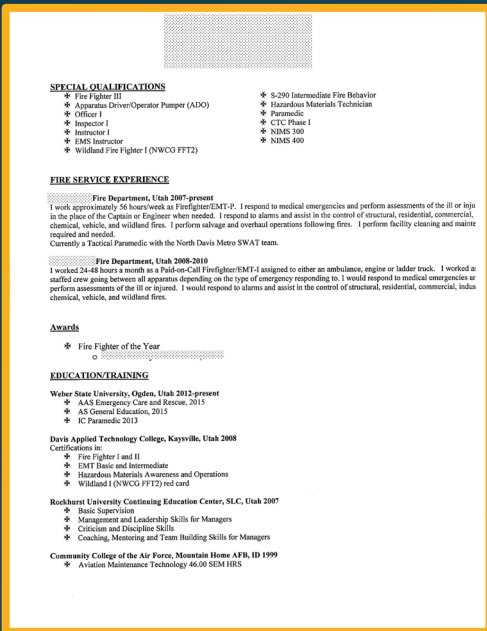 SPECIAL QUALIFICATIONS
Fire Fighter III
Apparatus Driver/Operator Pumper (ADO)
Officer I
Inspector I
Instructor I
EMS Instructor
Wildland Fire Fighter I (NWCG FFT2)
S-290 Intermediate Fire Behavior
Hazardous Materials Technician
Paramedic
CTC Phase I
NIMS 300
NIMS 400
FIRE SERVICE EXPERIENCE
Fire Department, Utah 2007-present
I work approximately 56 hours/week as Firefighter/EMT-P. I respond to medical emergencies and perform assessments of the ill or inju
in the place of the Captain or Engineer when needed. I respond to alarms and assist in the control of structural, residential, commercial,
chemical, vehicle, and wildland fires. I perform salvage and overhaul operations following fires. I perform facility cleaning and mainte
required and needed.
Currently a Tactical Paramedic with the North Davis Metro SWAT team.
Fire Department, Utah 2008-2010
I worked 24-48 hours a month as a Paid-on-Call Firefighter/EMT-I assigned to either an ambulance, engine or ladder truck. I worked as
staffed crew going between all apparatus depending on the type of emergency responding to. I would respond to medical emergencies ar
perform assessments of the ill or injured. I would respond to alarms and assist in the control of structural, residential, commercial, indus
chemical, vehicle, and wildland fires.
Awards
Fire Fighter of the Year
EDUCATION/TRAINING
Weber State University, Ogden, Utah 2012-present
AAS Emergency Care and Rescue, 2015
AS General Education, 2015
IC Paramedic 2013
Davis Applied Technology College, Kaysville, Utah 2008
Certifications in:
Fire Fighter I and II
EMT Basic and Intermediate
Hazardous Materials Awareness and Operations
Wildland I (NWCG FFT2) red card
Rockhurst University Continuing Education Center, SLC, Utah 2007
Basic Supervision
Management and Leadership Skills for Managers
Criticism and Discipline Skills
Coaching, Mentoring and Team Building Skills for Managers
Community College of the Air Force, Mountain Home AFB, ID 1999
Aviation Maintenance Technology 46.00 SEM HRS